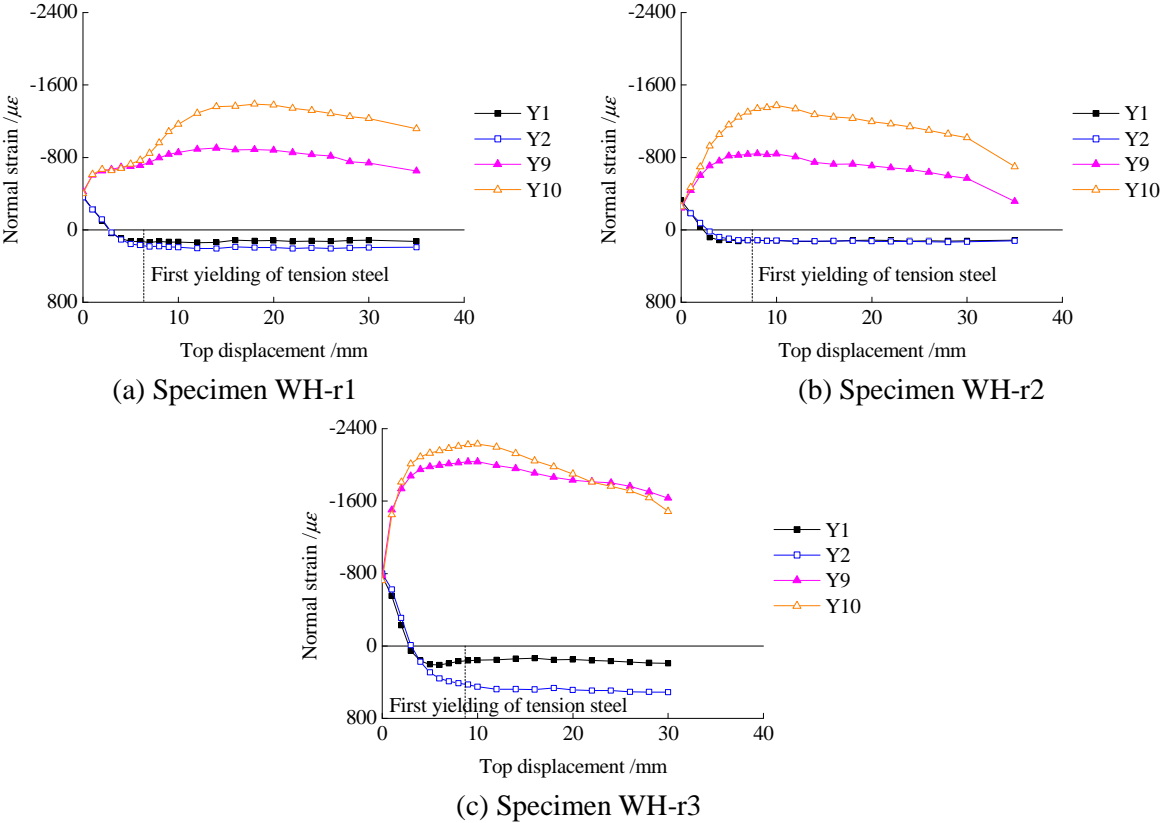 -2400
-1600
-800
0
800
Normal strain /με
0
10
20
30
40
Top displacement /mm
First yielding of tension steel
Y1
Y2
Y9
Y10
(a) Specimen WH-r1
-2400
-1600
-800
0
800
Normal strain /με
0
10
20
30
40
Top displacement /mm
First yielding of tension steel
Y1
Y2
Y9
Y10
(b) Specimen WH-r2
-2400
-1600
-800
0
800
Normal strain /με
0
10
20
30
40
Top displacement /mm
First yielding of tension steel
Y1
Y2
Y9
Y10
(c) Specimen WH-r3